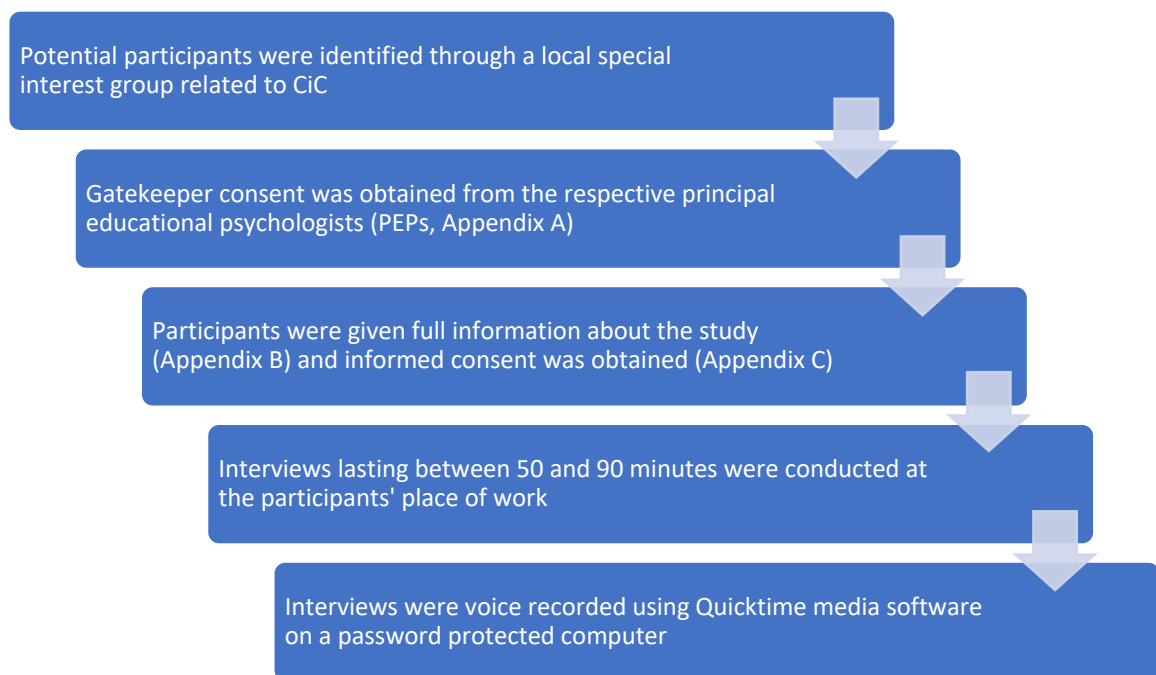 Potential participants were identified through a local special
interest group related to CiC
Gatekeeper consent was obtained from the respective principal
educational psychologists (PEPs, Appendix A)
Participants were given full information about the study
(Appendix B) and informed consent was obtained (Appendix C)
Interviews lasting between 50 and 90 minutes were conducted at
the participants' place of work
Interviews were voice recorded using Quicktime media software
on a password protected computer